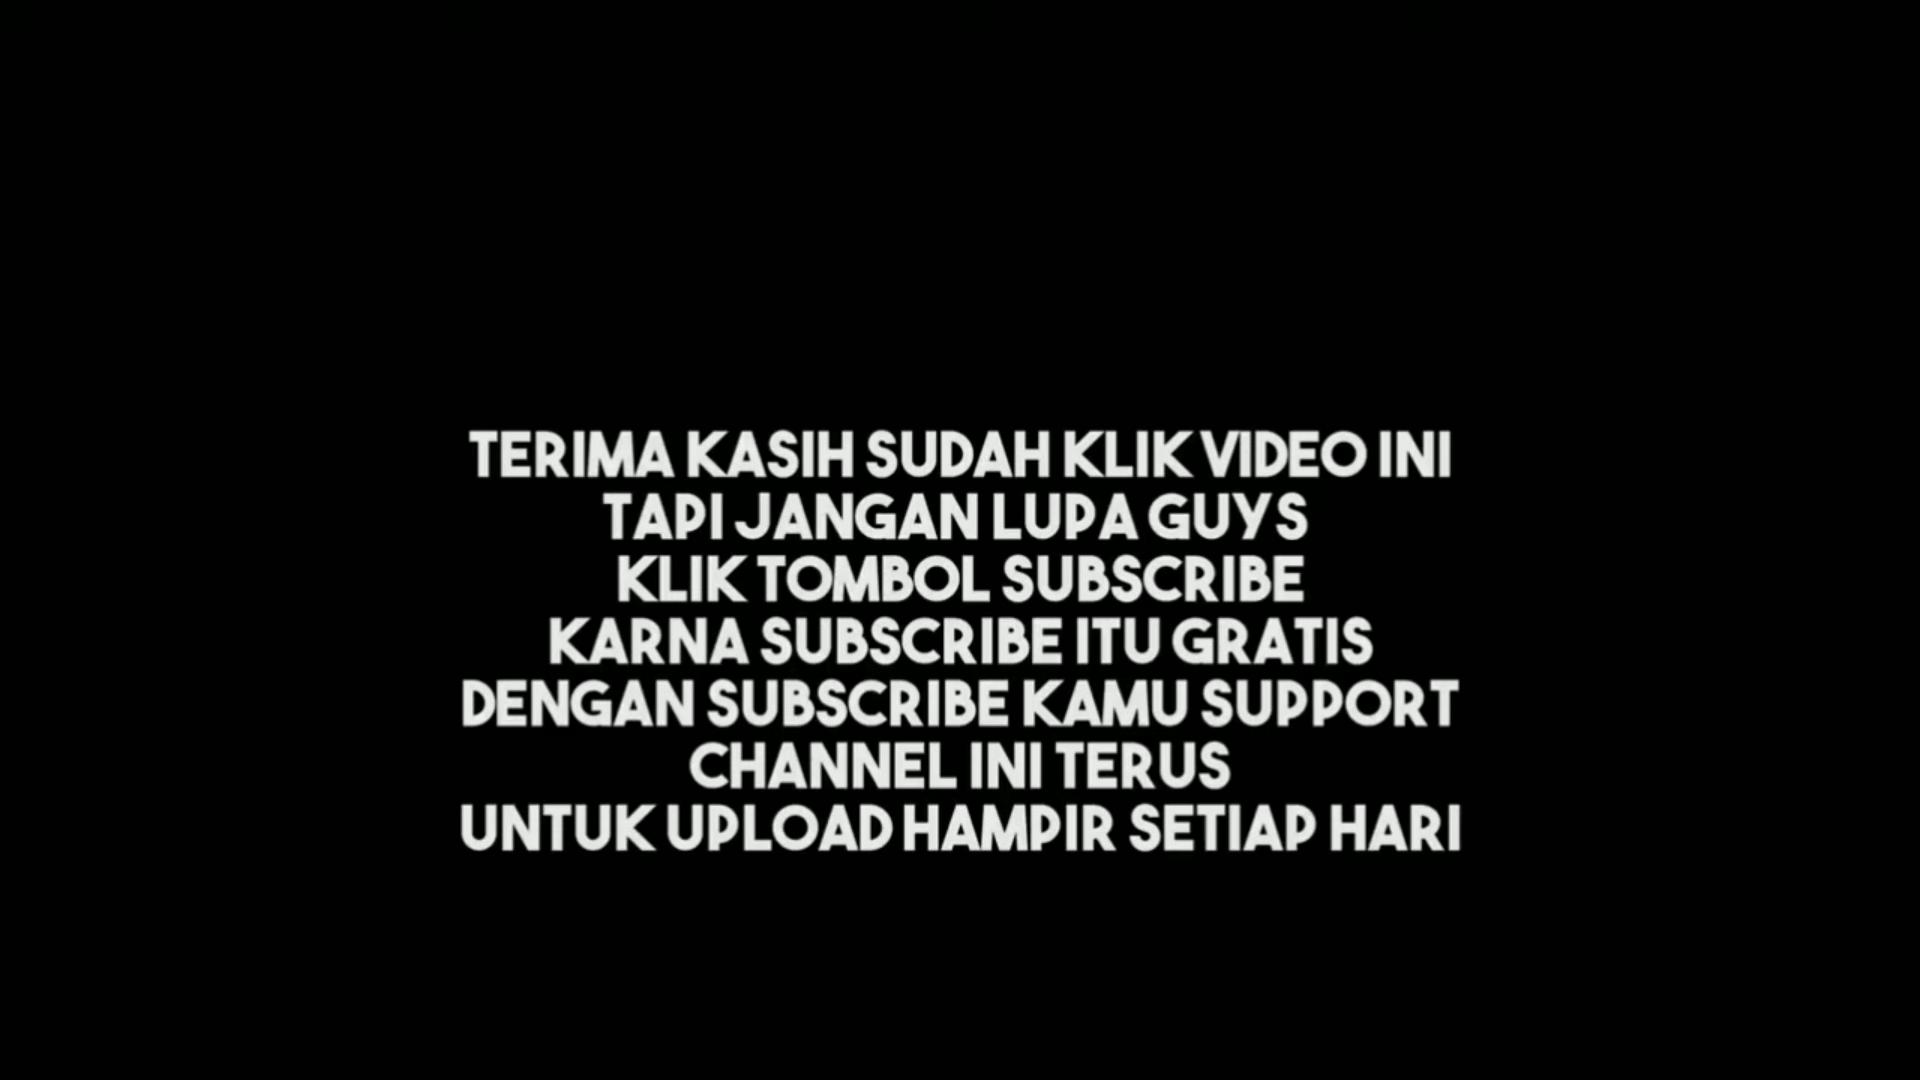 TERIMA KASIH SUDAH KLIK VIDEO INI
TAPI JANGAN LUPA GUYS
KLIK TOMBOL SUBSCRIBE
KARNA SUBSCRIBE ITU GRATIS
DENGAN SUBSCRIBE KAMU SUPPORT
CHANNEL INI TERUS
UNTUK UPLOAD HAMPIR SETIAP HARI